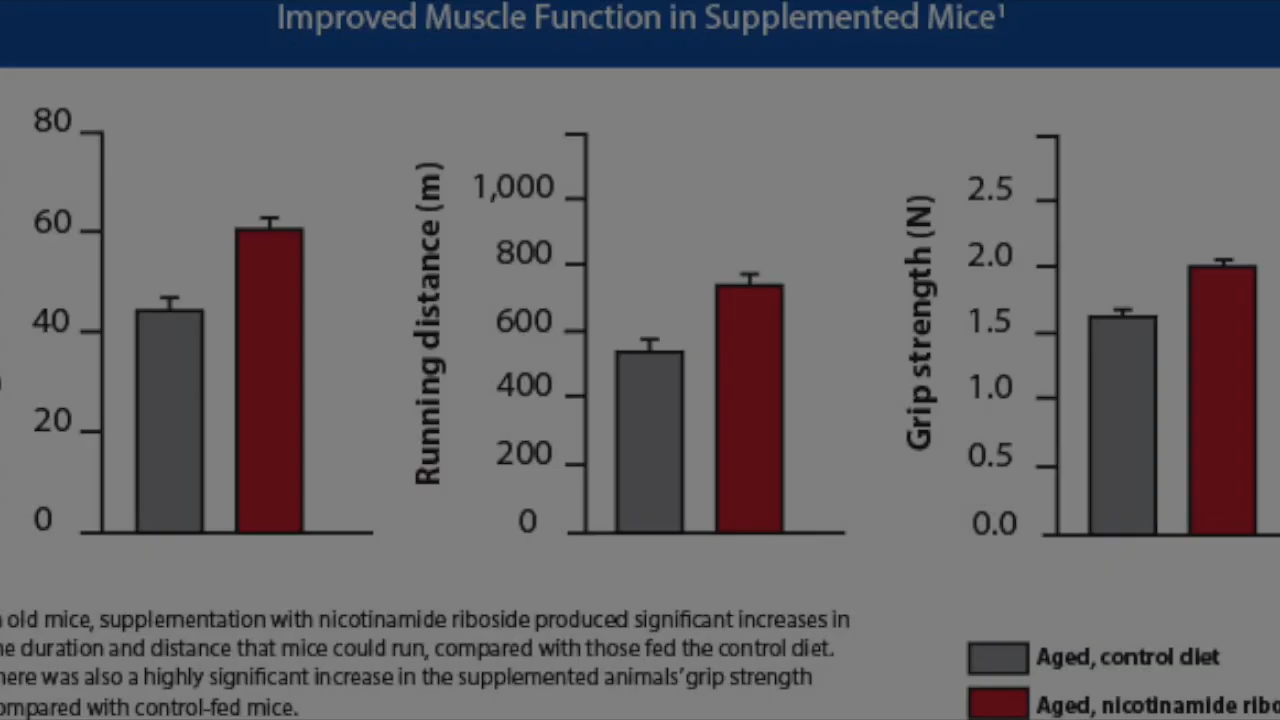 Improved Muscle Function in Supplemented Mice¹
80
60
40
20
0
Running distance (m)
1,000
800
600
400
200
0
Grip strength (N)
2.5
2.0
1.5
1.0
0.5
0.0
old mice, supplementation with nicotinamide riboside produced significant increases in
duration and distance that mice could run, compared with those fed the control diet.
was also a highly significant increase in the supplemented animals' grip strength
with control-fed mice.
Aged, control diet
Aged, nicotinamide